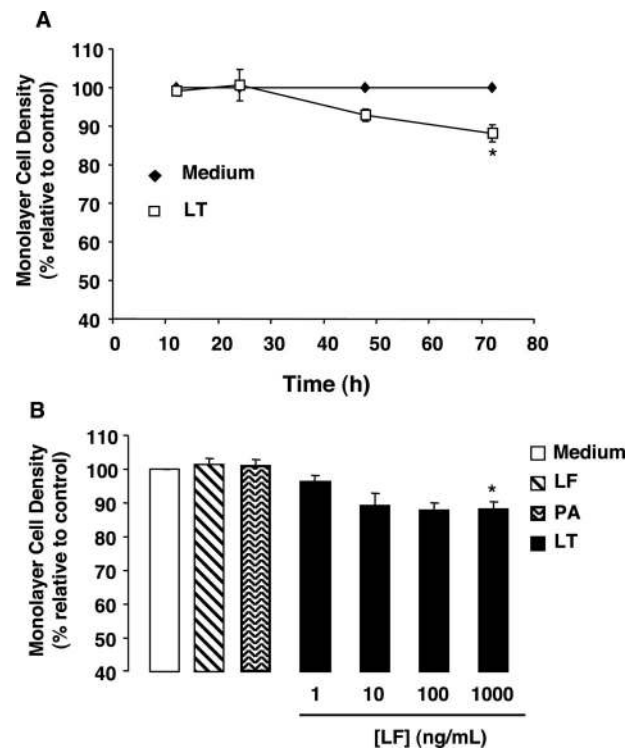 A
Monolayer Cell Density
(% relative to control)
110
100
90
80
70
60
50
40
Medium
LT
*
0 10 20 30 40 50 60 70 80
Time (h)
B
Monolayer Cell Density
(% relative to control)
110
100
90
80
70
60
50
40
*
Medium
LF
PA
LT
1 10 100 1000
[LF] (ng/mL)